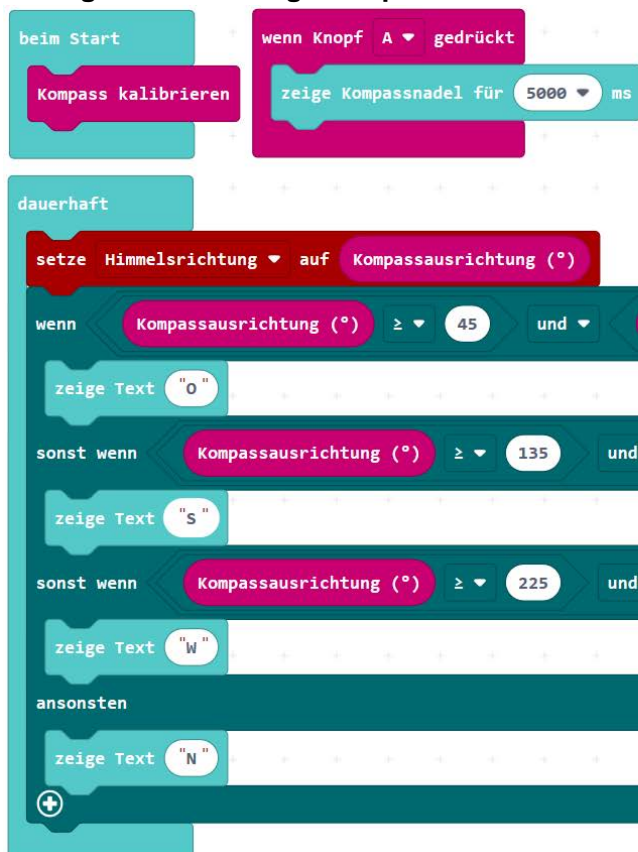 beim Start
Kompass kalibrieren
wenn Knopf A gedrückt
zeige Kompassnadel für 5000 ms
dauerhaft
setze Himmelsrichtung auf Kompassausrichtung (°)
wenn Kompassausrichtung (°) ≥ 45 und
zeige Text "O"
sonst wenn Kompassausrichtung (°) ≥ 135 und
zeige Text "S"
sonst wenn Kompassausrichtung (°) ≥ 225 und
zeige Text "W"
ansonsten
zeige Text "N"